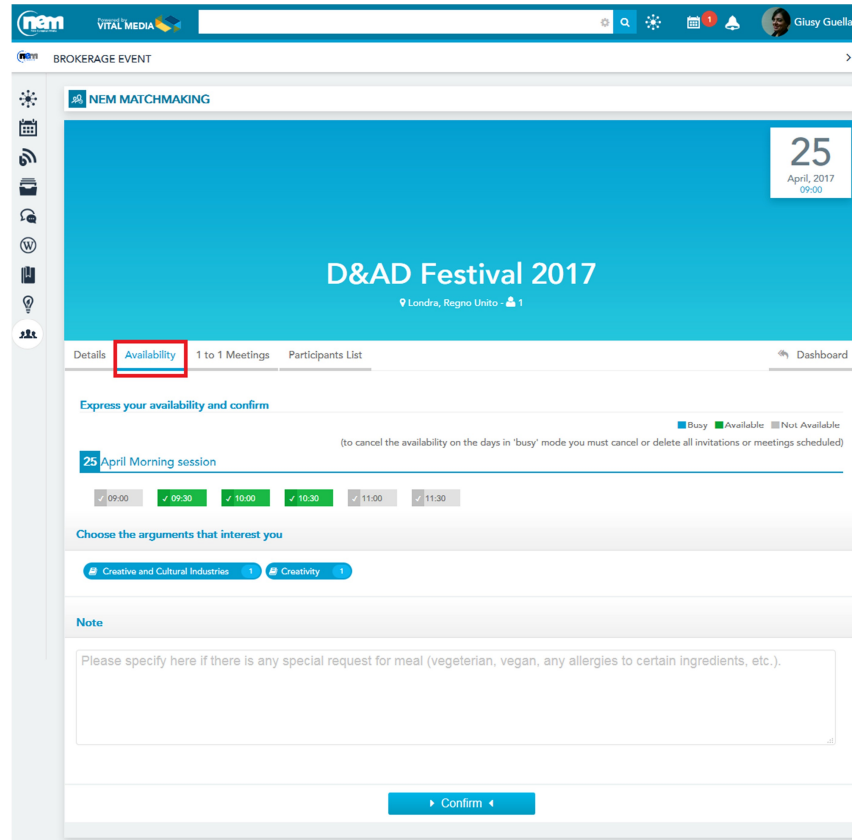 nem
Powered by
VITAL MEDIA
1
Giusy Guella
nem
BROKERAGE EVENT
NEM MATCHMAKING
25
April, 2017
09:00
D&AD Festival 2017
Londra, Regno Unito - 1
Details Availability 1 to 1 Meetings Participants List Dashboard
Express your availability and confirm
Busy Available Not Available
(to cancel the availability on the days in 'busy' mode you must cancel or delete all invitations or meetings scheduled)
25 April Morning session
✓ 09:00 ✓ 09:30 ✓ 10:00 ✓ 10:30 ✓ 11:00 ✓ 11:30
Choose the arguments that interest you
Creative and Cultural Industries 1 Creativity 1
Note
Please specify here if there is any special request for meal (vegeterian, vegan, any allergies to certain ingredients, etc.).
Confirm